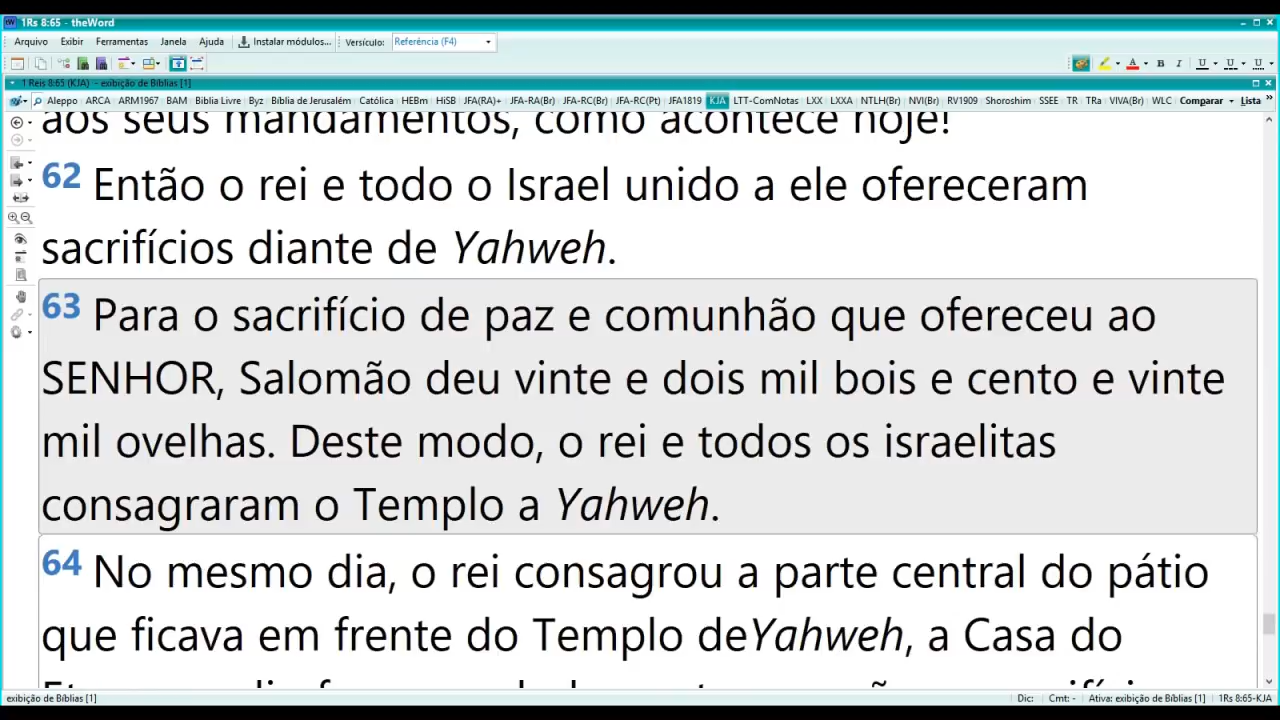 1Rs 8:65 - theWord
Arquivo Exibir Ferramentas Janela Ajuda Instalar módulos... Versículo: Referência (F4)
1 Reis 8:65 (KJA) - exibição de Bíblias [1]
Aleppo ARCA ARM1967 BAM Bíblia Livre Byz Bíblia de Jerusalém Católica HEBm HiSB JFA(RA)+ JFA-RA(Br) JFA-RC(Br) JFA-RC(Pt) JFA1819 KJA LTT-ComNotas LXX LXXA NTLH(Br) NVI(Br) RV1909 Shoroshim SSEE TR TRa VIVA(Br) WLC Comparar Lista
aos seus mandamentos, como acontece hoje!
62 Então o rei e todo o Israel unido a ele ofereceram
sacrifícios diante de Yahweh.
63 Para o sacrifício de paz e comunhão que ofereceu ao
SENHOR, Salomão deu vinte e dois mil bois e cento e vinte
mil ovelhas. Deste modo, o rei e todos os israelitas
consagraram o Templo a Yahweh.
64 No mesmo dia, o rei consagrou a parte central do pátio
que ficava em frente do Templo deYahweh, a Casa do
exibição de Bíblias [1] Dic: Cmt: - Ativa: exibição de Bíblias [1] 1Rs 8:65-KJA